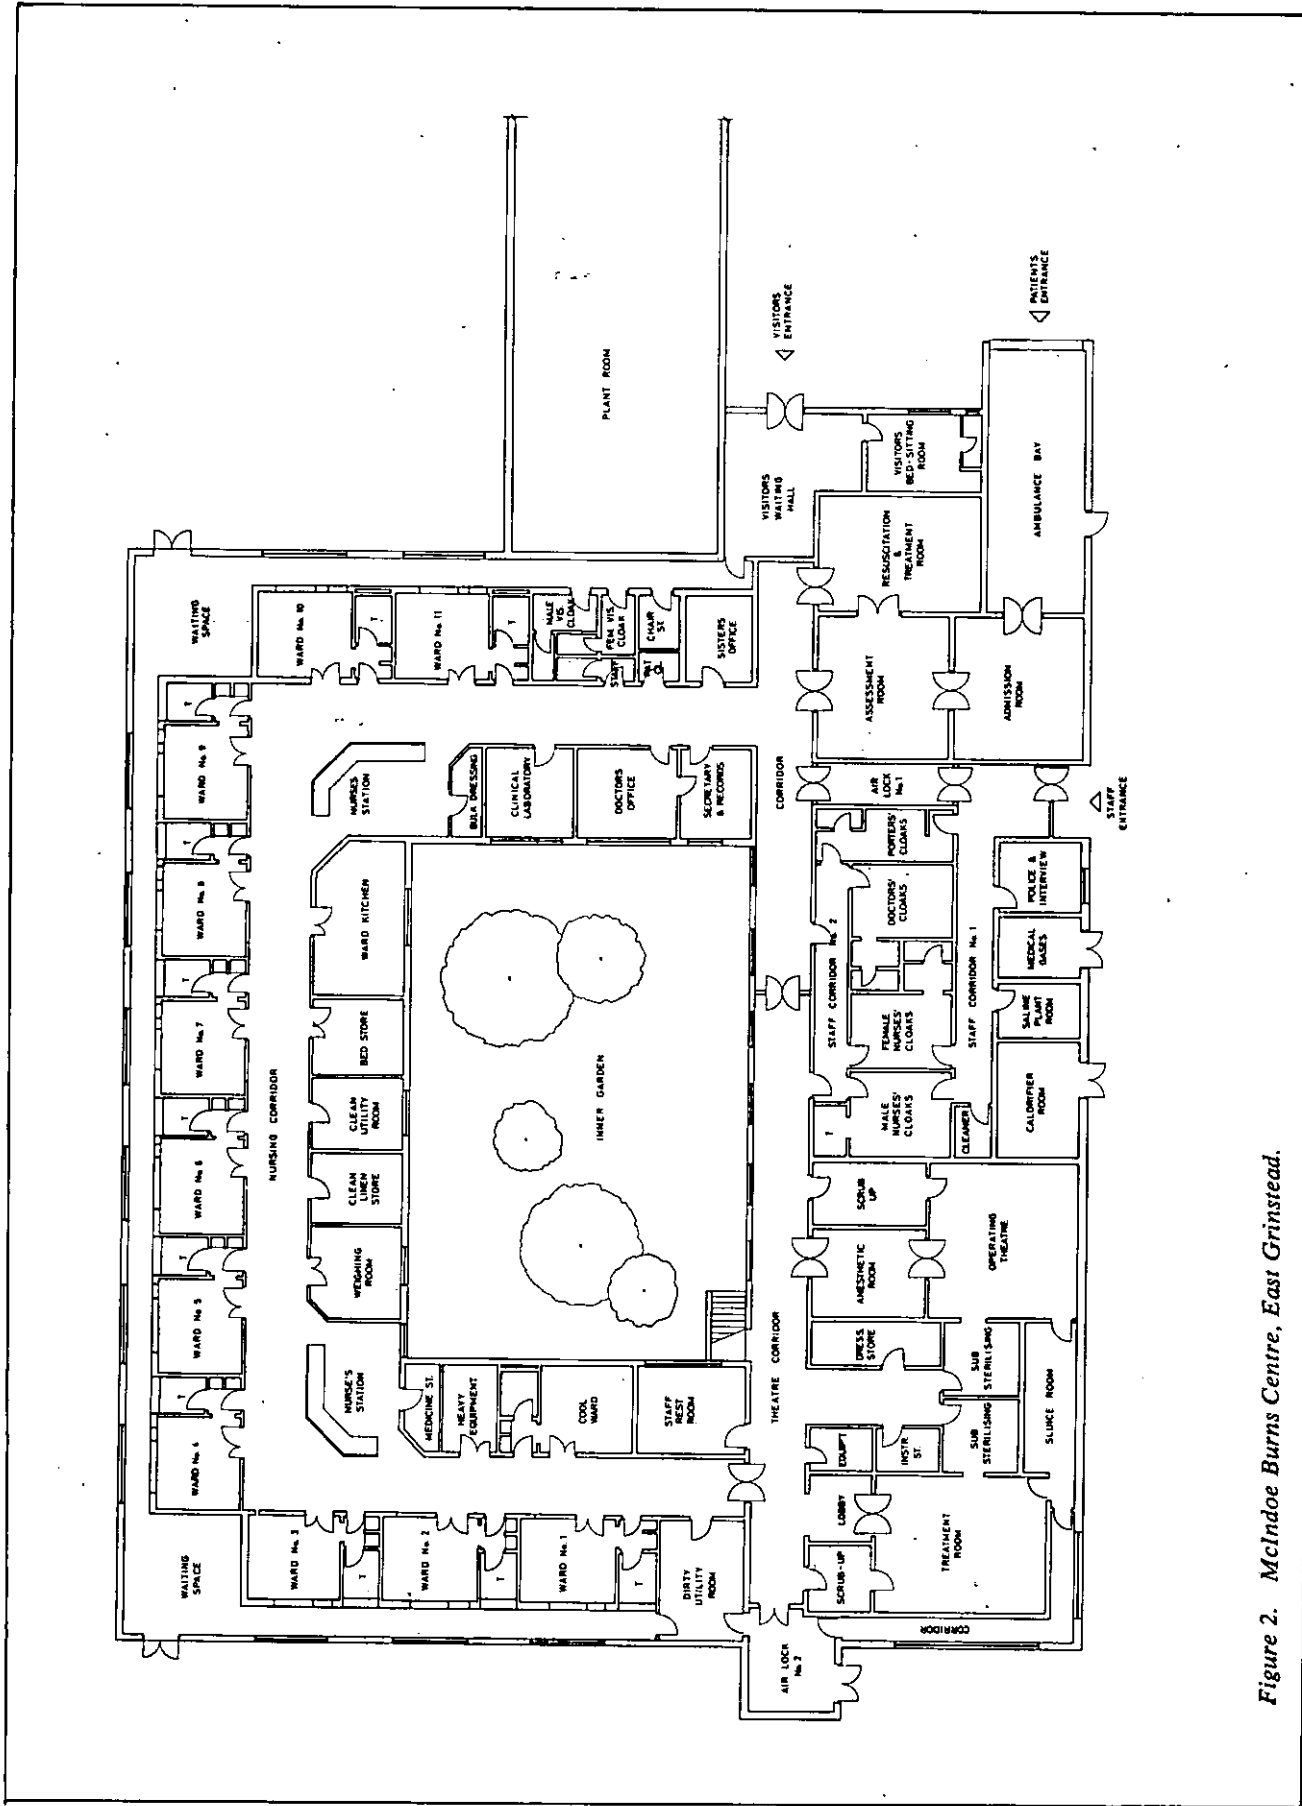 WAITING
SPACE
WARD No. 4
T
WARD No 5
T
WARD No. 6
T
WARD No. 7
T
WARD No. 8
T
WARD No. 9
T
WAITING
SPACE
NURSING CORRIDOR
WARD No. 3
T
WARD No. 2
T
WARD No. 1
T
DIRTY
UTILITY
ROOM
NURSE'S
STATION
MEDICINE ST.
HEAVY
EQUIPMENT
COOL
WARD
STAFF
REST
ROOM
WEIGHING
ROOM
CLEAN
LINEN
STORE
CLEAN
UTILITY
ROOM
BED STORE
WARD KITCHEN
NURSES
STATION
BULK DRESSING
CLINICAL
LABORATORY
DOCTORS
OFFICE
SECRETARY
& RECORDS
INNER GARDEN
WARD No. 10
T
WARD No. 11
T
MALE
VIS.
CLOAK
FEM VIS.
CLOAK
STAFF
CHAIR
ST.
SISTERS
OFFICE
PLANT ROOM
VISITORS
ENTRANCE
VISITORS
WAITING
HALL
VISITORS
BED-SITTING
ROOM
PATIENTS
ENTRANCE
AIR LOCK
No. 2
THEATRE CORRIDOR
CORRIDOR
SCRUB-UP
LOBBY
EQUIPT
INSTR.
ST.
DRESS.
STORE
ANESTHETIC
ROOM
SCRUB
UP
T
STAFF CORRIDOR No. 2
MALE
NURSES'
CLOAKS
FEMALE
NURSES'
CLOAKS
DOCTORS'
CLOAKS
PORTERS'
CLOAKS
AIR
LOCK
No. 1
ASSESSMENT
ROOM
RESUSCITATION
&
TREATMENT
ROOM
CORRIDOR
TREATMENT
ROOM
SUB
STERILISING
SUB
STERILISING
SLUICE ROOM
OPERATING
THEATRE
CLEANER
STAFF CORRIDOR No. 1
CALORIFIER
ROOM
SALINE
PLANT
ROOM
MEDICAL
GASES
POLICE &
INTERVIEW
STAFF
ENTRANCE
ADMISSION
ROOM
AMBULANCE BAY
Figure 2. McIndoe Burns Centre, East Grinstead.